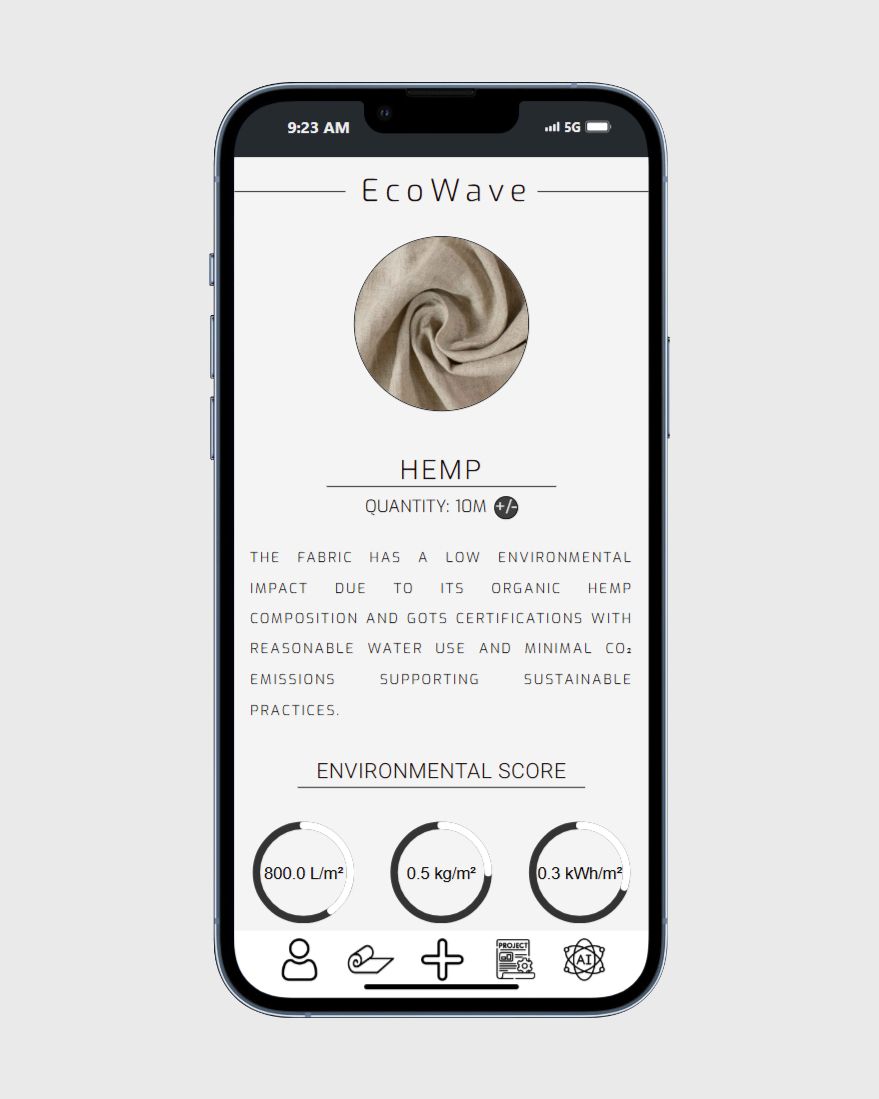 9:23 AM
5G
EcoWave
HEMP
QUANTITY: 10M +/-
THE FABRIC HAS A LOW ENVIRONMENTAL
IMPACT DUE TO ITS ORGANIC HEMP
COMPOSITION AND GOTS CERTIFICATIONS WITH
REASONABLE WATER USE AND MINIMAL CO₂
EMISSIONS SUPPORTING SUSTAINABLE
PRACTICES.
ENVIRONMENTAL SCORE
800.0 L/m² 0.5 kg/m² 0.3 kWh/m²
PROJECT
AI